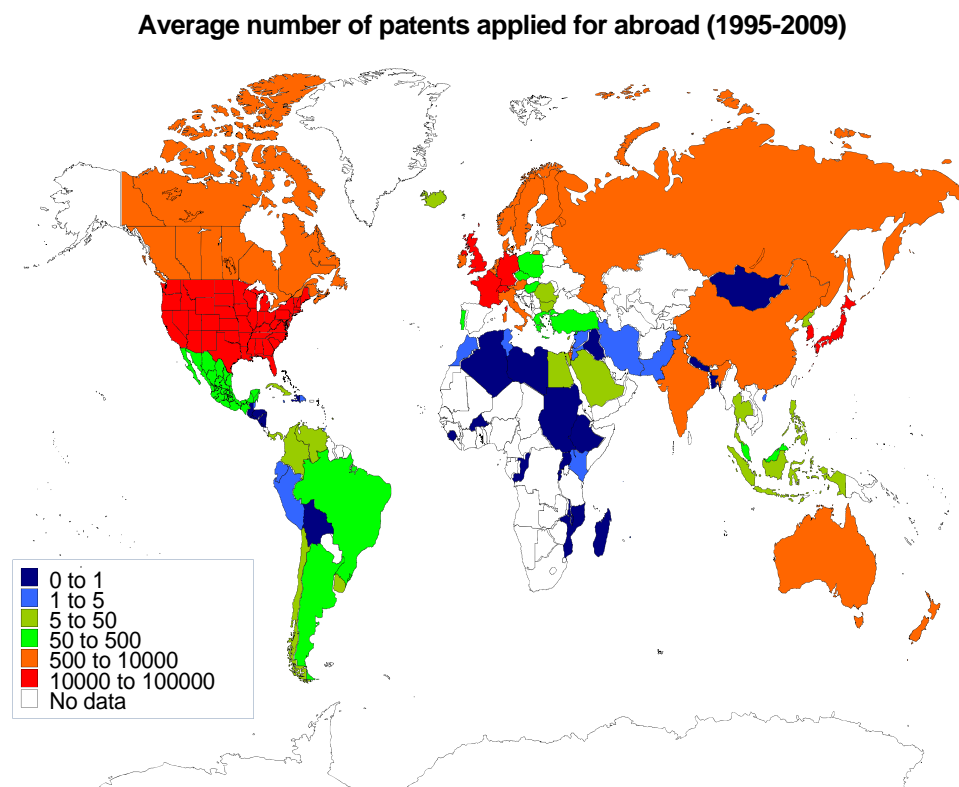 Average number of patents applied for abroad (1995-2009)
0 to 1
1 to 5
5 to 50
50 to 500
500 to 10000
10000 to 100000
No data